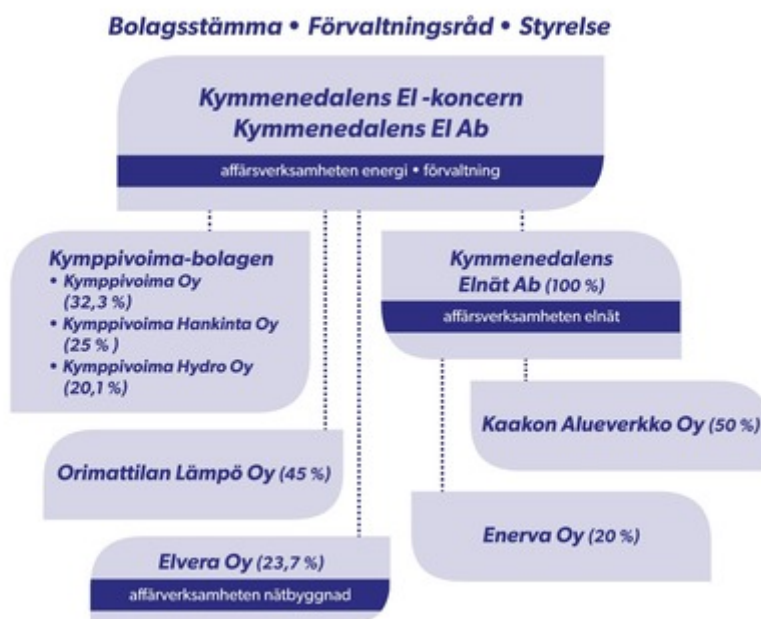 Bolagsstämma • Förvaltningsråd • Styrelse
Kymmenedalens El -koncern
Kymmenedalens El Ab
affärsverksamheten energi • förvaltning
Kymppivoima-bolagen
• Kymppivoima Oy
(32,3 %)
• Kymppivoima Hankinta Oy
(25 % )
• Kymppivoima Hydro Oy
(20,1 %)
Kymmenedalens
Elnät Ab (100 %)
affärsverksamheten elnät
Kaakon Alueverkko Oy (50 %)
Orimattilan Lämpö Oy (45 %)
Enerva Oy (20 %)
Elvera Oy (23,7 %)
affärverksamheten nätbyggnad